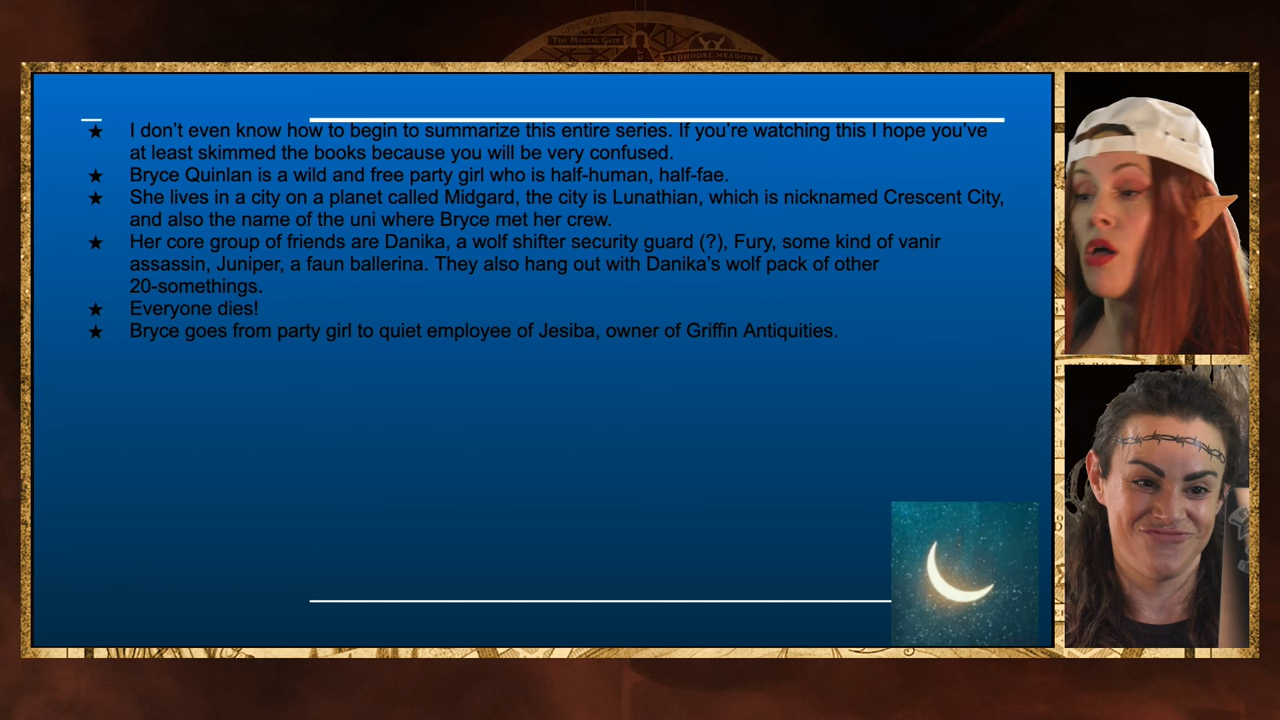 THE MORTAL GATE
ASPHODEL MEADOWS
★ I don’t even know how to begin to summarize this entire series. If you’re watching this I hope you’ve
at least skimmed the books because you will be very confused.
★ Bryce Quinlan is a wild and free party girl who is half-human, half-fae.
★ She lives in a city on a planet called Midgard, the city is Lunathian, which is nicknamed Crescent City,
and also the name of the uni where Bryce met her crew.
★ Her core group of friends are Danika, a wolf shifter security guard (?), Fury, some kind of vanir
assassin, Juniper, a faun ballerina. They also hang out with Danika’s wolf pack of other
20-somethings.
★ Everyone dies!
★ Bryce goes from party girl to quiet employee of Jesiba, owner of Griffin Antiquities.